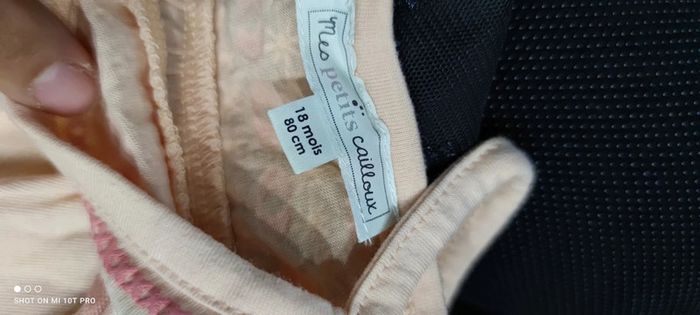 Mes petits cailloux
18 mois
80 cm
SHOT ON MI 10T PRO